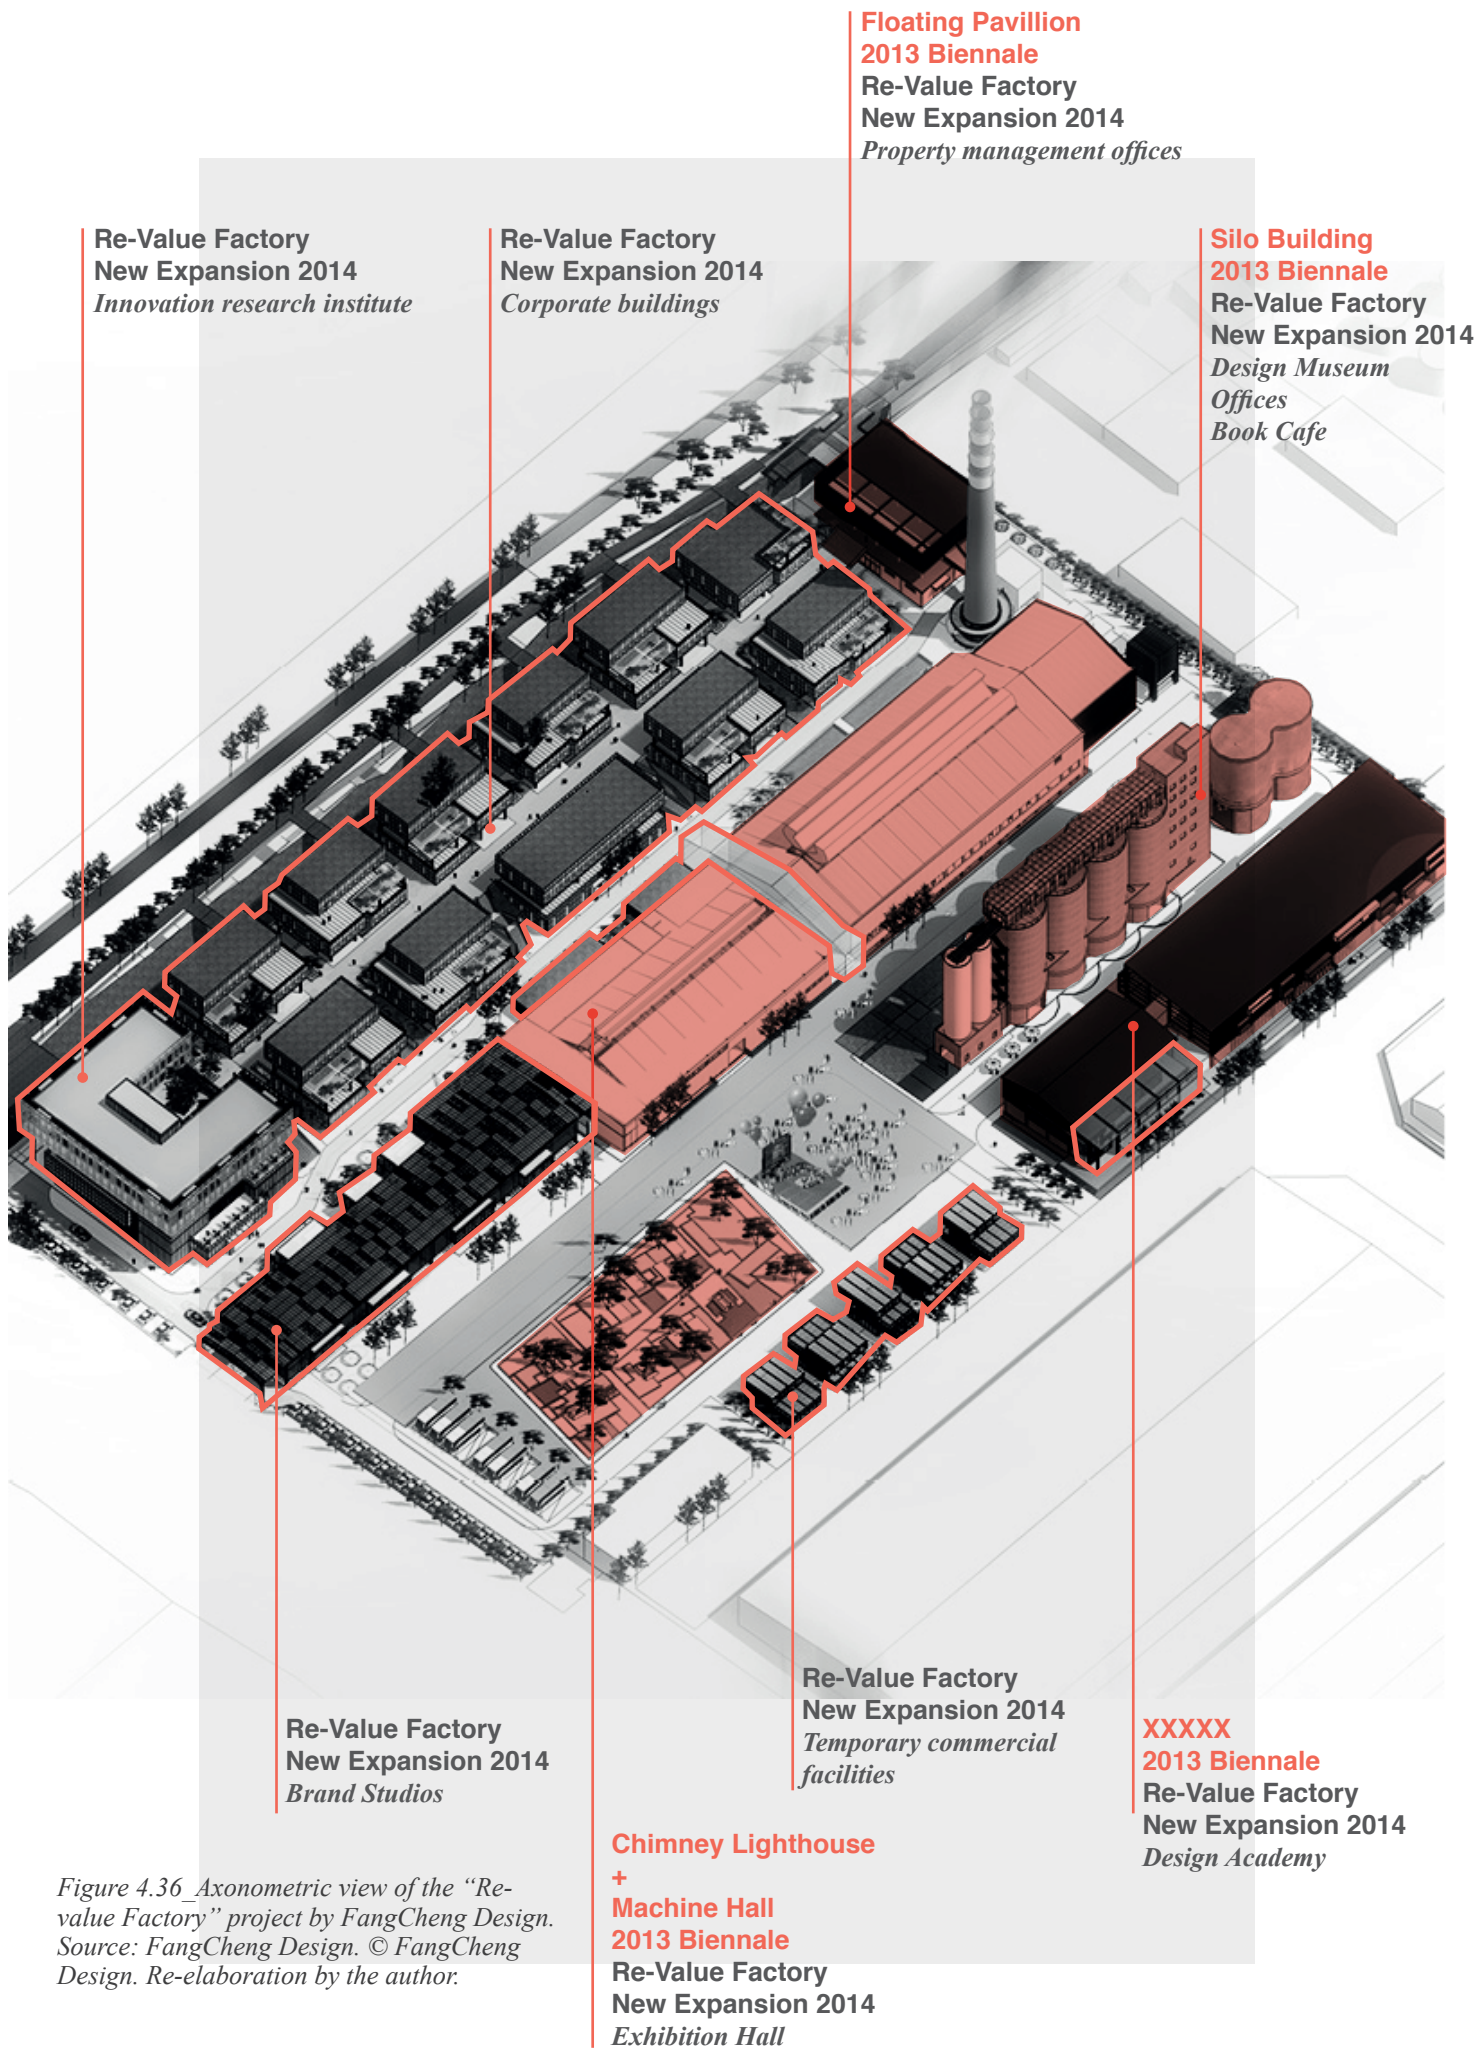 Floating Pavillion
2013 Biennale
Re-Value Factory
New Expansion 2014
Property management offices
Re-Value Factory
New Expansion 2014
Innovation research institute
Re-Value Factory
New Expansion 2014
Corporate buildings
Silo Building
2013 Biennale
Re-Value Factory
New Expansion 2014
Design Museum
Offices
Book Cafe
Re-Value Factory
New Expansion 2014
Brand Studios
Re-Value Factory
New Expansion 2014
Temporary commercial
facilities
XXXXX
2013 Biennale
Re-Value Factory
New Expansion 2014
Design Academy
Chimney Lighthouse
+
Machine Hall
2013 Biennale
Re-Value Factory
New Expansion 2014
Exhibition Hall
Figure 4.36_Axonometric view of the “Re-
value Factory” project by FangCheng Design.
Source: FangCheng Design. © FangCheng
Design. Re-elaboration by the author.